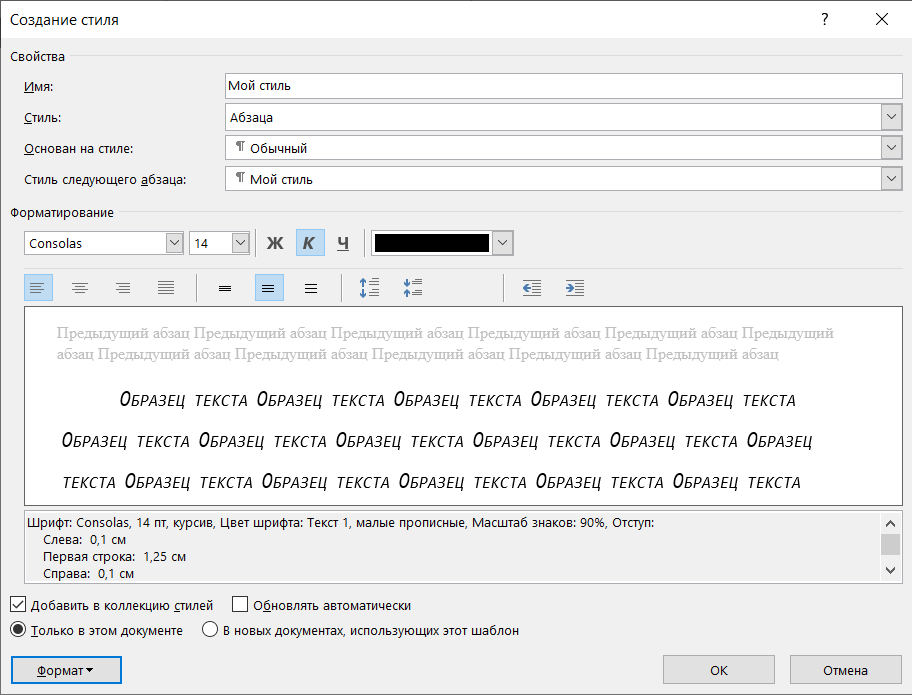 Создание стиля ?
Свойства
Имя: Мой стиль
Стиль: Абзаца
Основан на стиле: ¶ Обычный
Стиль следующего абзаца: ¶ Мой стиль
Форматирование
Consolas 14 Ж К Ч
Предыдущий абзац Предыдущий абзац Предыдущий абзац Предыдущий абзац Предыдущий абзац Предыдущий
абзац Предыдущий абзац Предыдущий абзац Предыдущий абзац Предыдущий абзац Предыдущий абзац
Образец текста Образец текста Образец текста Образец текста Образец текста
Образец текста Образец текста Образец текста Образец текста Образец текста Образец
текста Образец текста Образец текста Образец текста Образец текста Образец текста
Шрифт: Consolas, 14 пт, курсив, Цвет шрифта: Текст 1, малые прописные, Масштаб знаков: 90%, Отступ:
Слева: 0,1 см
Первая строка: 1,25 см
Справа: 0,1 см
Добавить в коллекцию стилей Обновлять автоматически
Только в этом документе В новых документах, использующих этот шаблон
Формат ОК Отмена